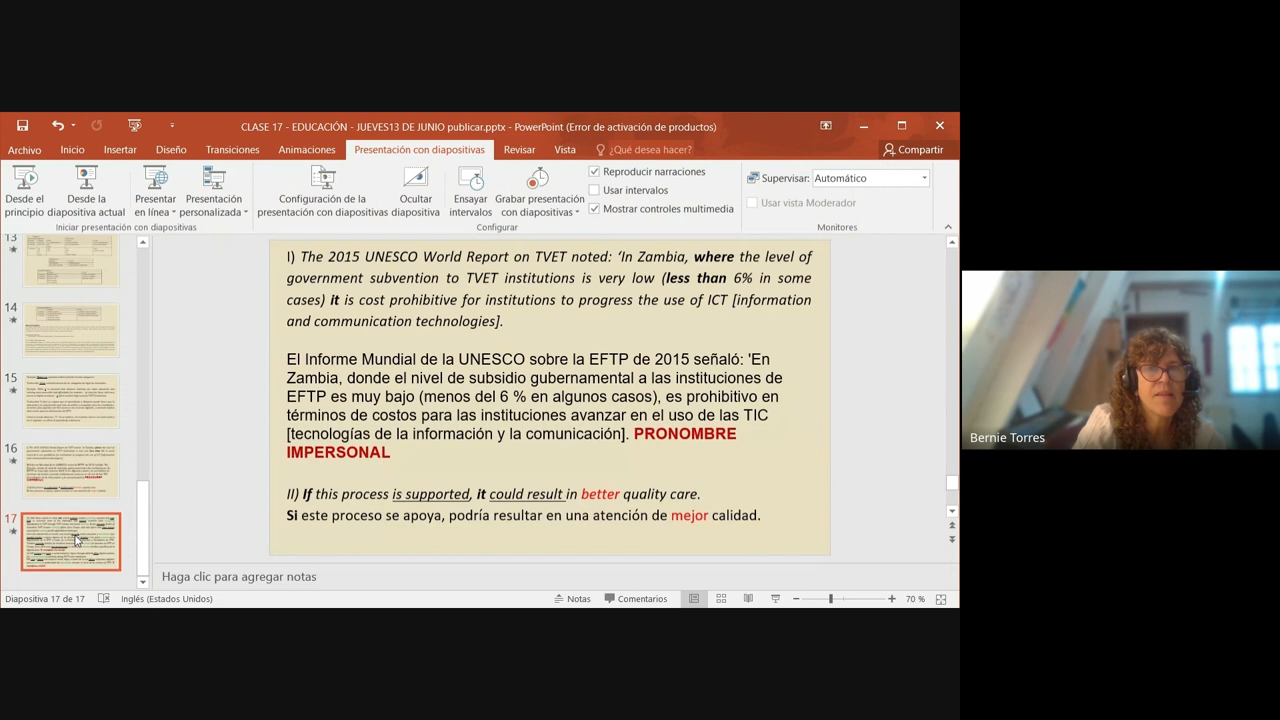 CLASE 17 - EDUCACIÓN - JUEVES13 DE JUNIO publicar.pptx - PowerPoint (Error de activación de productos)
Archivo Inicio Insertar Diseño Transiciones Animaciones Presentación con diapositivas Revisar Vista ¿Qué desea hacer? Compartir
Desde el principio
Desde la diapositiva actual
Presentar en línea
Presentación personalizada
Configuración de la presentación con diapositivas
Ocultar diapositiva
Ensayar intervalos
Grabar presentación con diapositivas
Reproducir narraciones
Usar intervalos
Mostrar controles multimedia
Supervisar: Automático
Usar vista Moderador
Iniciar presentación con diapositivas
Configurar
Monitores
13
14
15
16
17
I) The 2015 UNESCO World Report on TVET noted: ‘In Zambia, where the level of
government subvention to TVET institutions is very low (less than 6% in some
cases) it is cost prohibitive for institutions to progress the use of ICT [information
and communication technologies].
El Informe Mundial de la UNESCO sobre la EFTP de 2015 señaló: 'En
Zambia, donde el nivel de subsidio gubernamental a las instituciones de
EFTP es muy bajo (menos del 6 % en algunos casos), es prohibitivo en
términos de costos para las instituciones avanzar en el uso de las TIC
[tecnologías de la información y la comunicación]. PRONOMBRE
IMPERSONAL
II) If this process is supported, it could result in better quality care.
Si este proceso se apoya, podría resultar en una atención de mejor calidad.
Haga clic para agregar notas
Diapositiva 17 de 17 Inglés (Estados Unidos) Notas Comentarios 70 %
Bernie Torres